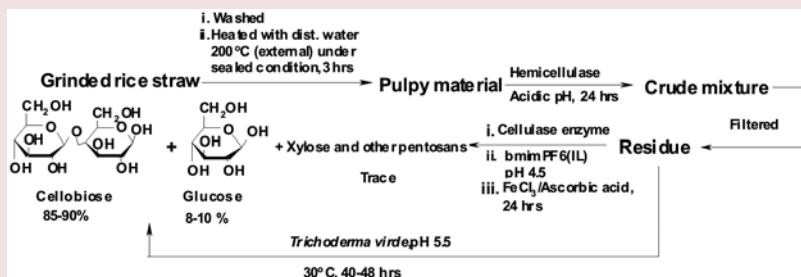 i. Washed
ii. Heated with dist. water
200°C (external) under
sealed condition, 3 hrs
Grinded rice straw
Pulpy material
Hemicellulase
Acidic pH, 24 hrs
Crude mixture
Filtered
Residue
i. Cellulase enzyme
ii. bmimPF6(IL)
pH 4.5
iii. FeCl3/Ascorbic acid,
24 hrs
CH2OH
O
OH
OH
OH
O
CH2OH
O
OH
OH
OH
OH
Cellobiose
85-90%
+
CH2OH
O
OH
OH
OH
OH
Glucose
8-10 %
+ Xylose and other pentosans
Trace
Trichoderma virde,pH 5.5
30°C, 40-48 hrs